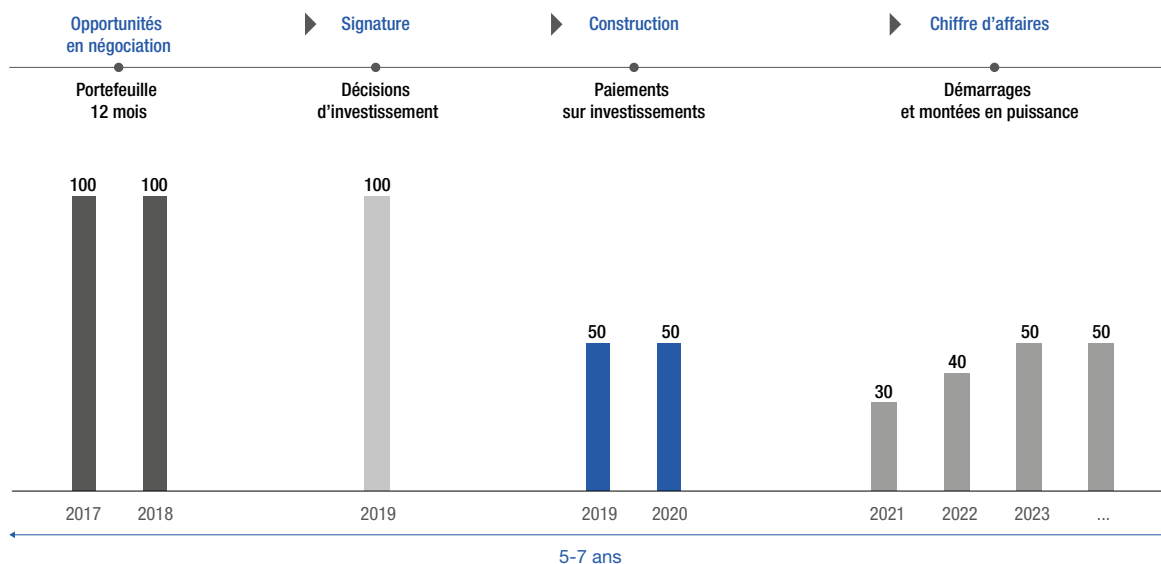 Opportunités
en négociation
Signature
Construction
Chiffre d'affaires
Portefeuille
12 mois
Décisions
d'investissement
Paiements
sur investissements
Démarrages
et montées en puissance
100
100
100
50
50
30
40
50
50
2017
2018
2019
2019
2020
2021
2022
2023
...
5-7 ans